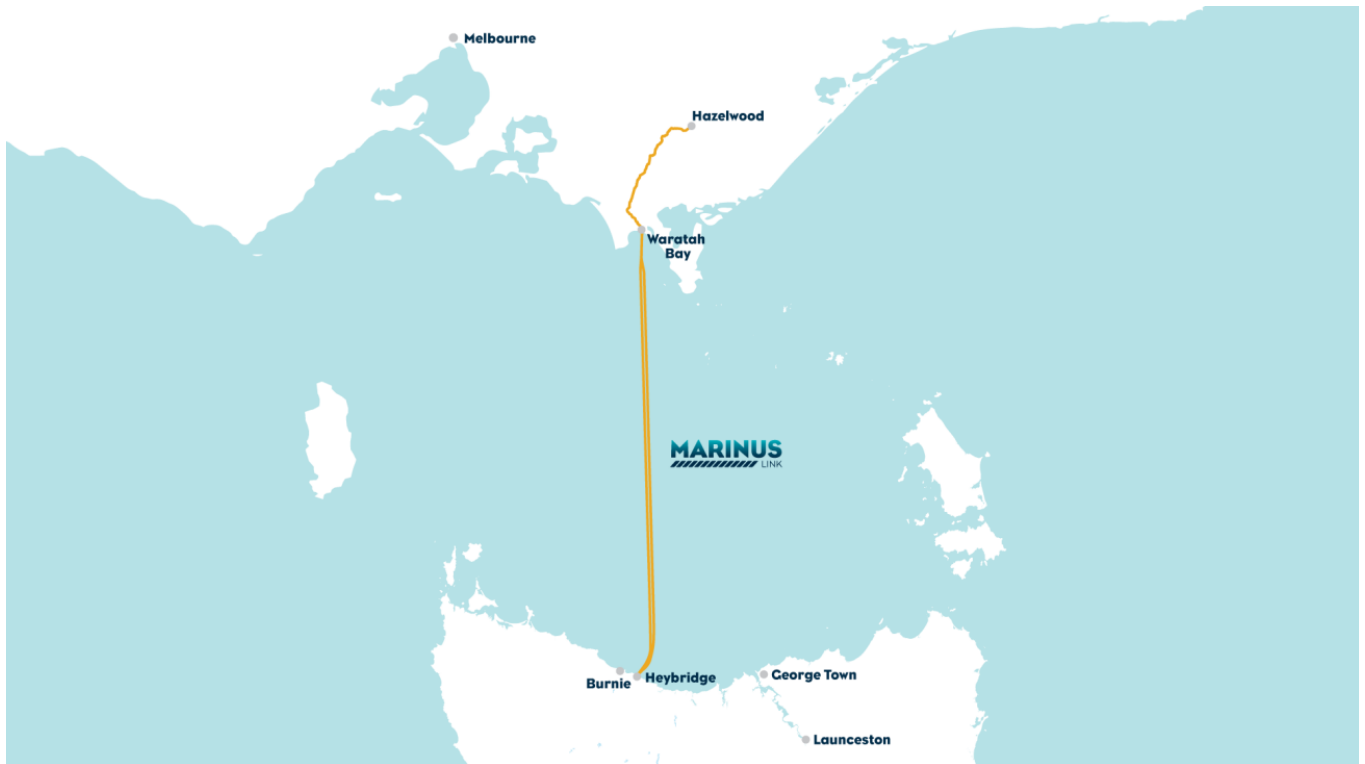 Melbourne
Hazelwood
Waratah
Bay
MARINUS
LINK
Burnie
Heybridge
George Town
Launceston